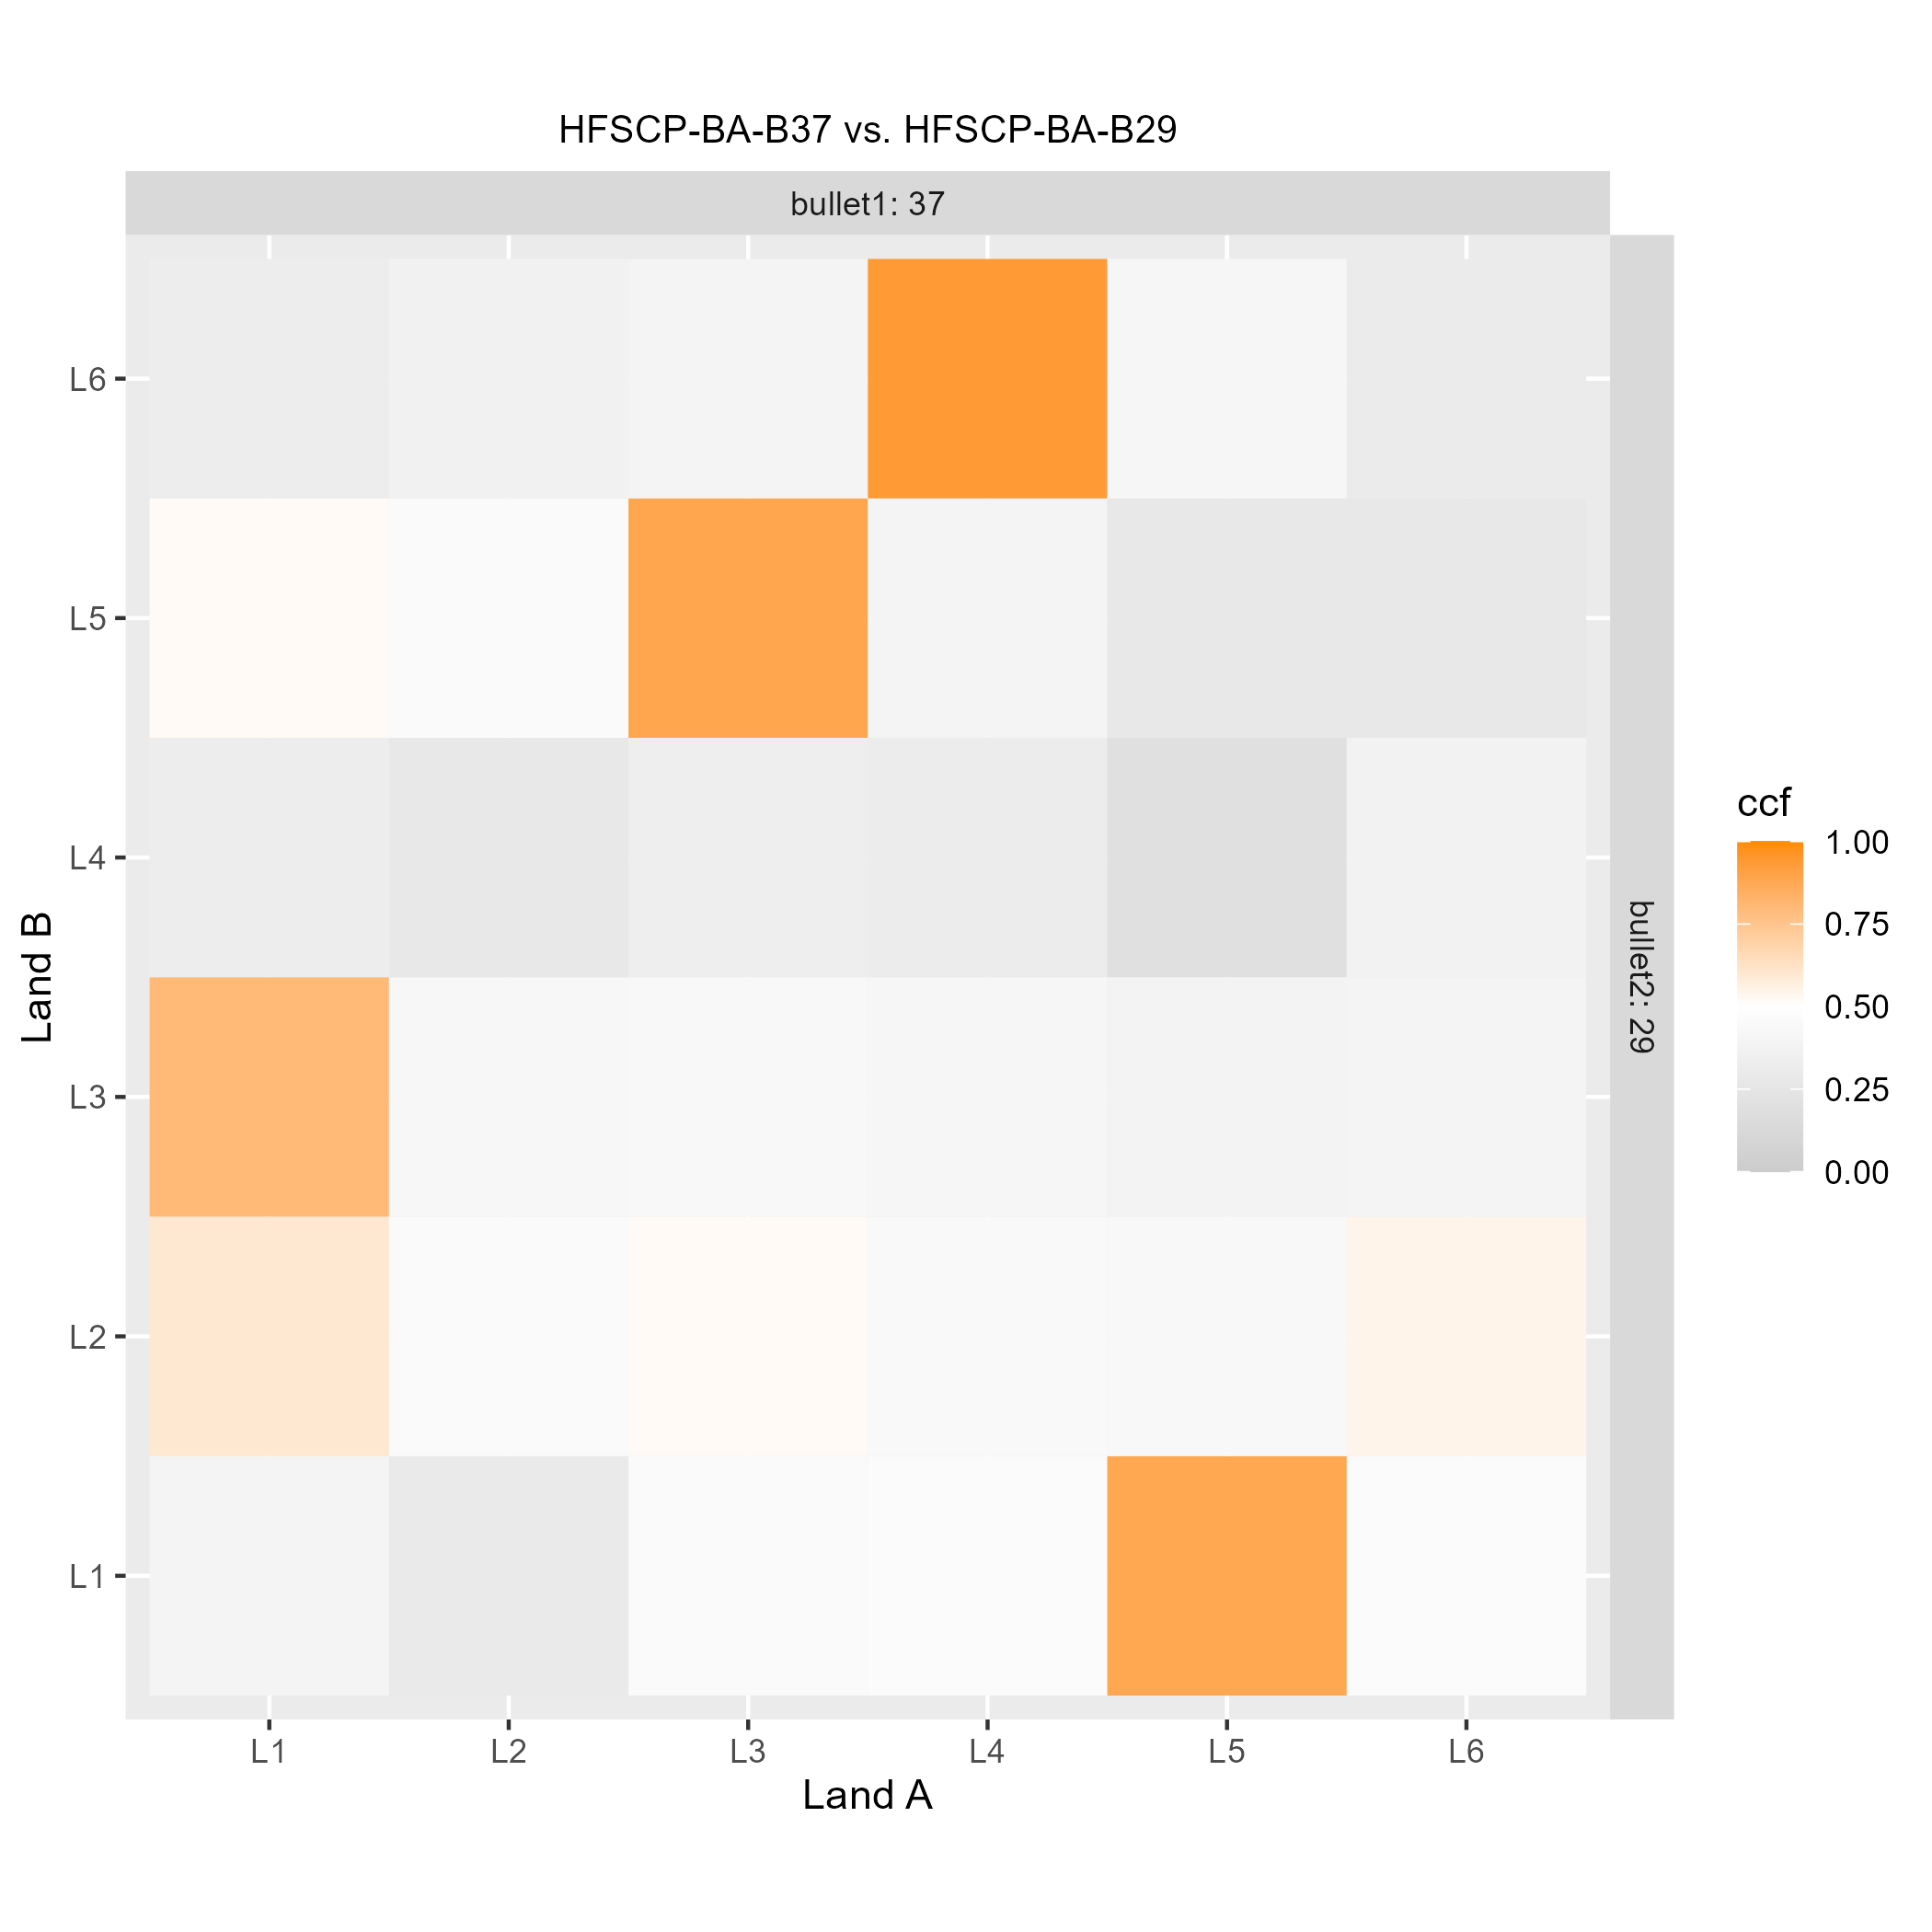 HFSCP-BA-B37 vs. HFSCP-BA-B29
bullet1: 37
L6
L5
L4
L3
L2
L1
Land B
bullet2: 29
L1
L2
L3
L4
L5
L6
Land A
ccf
1.00
0.75
0.50
0.25
0.00